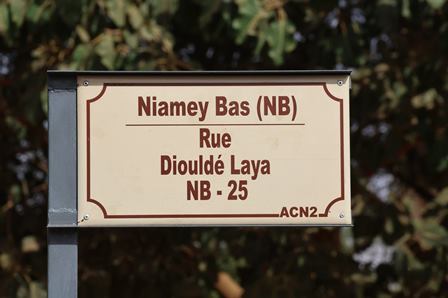 Niamey Bas (NB)
Rue
Diouldé Laya
NB - 25
ACN2